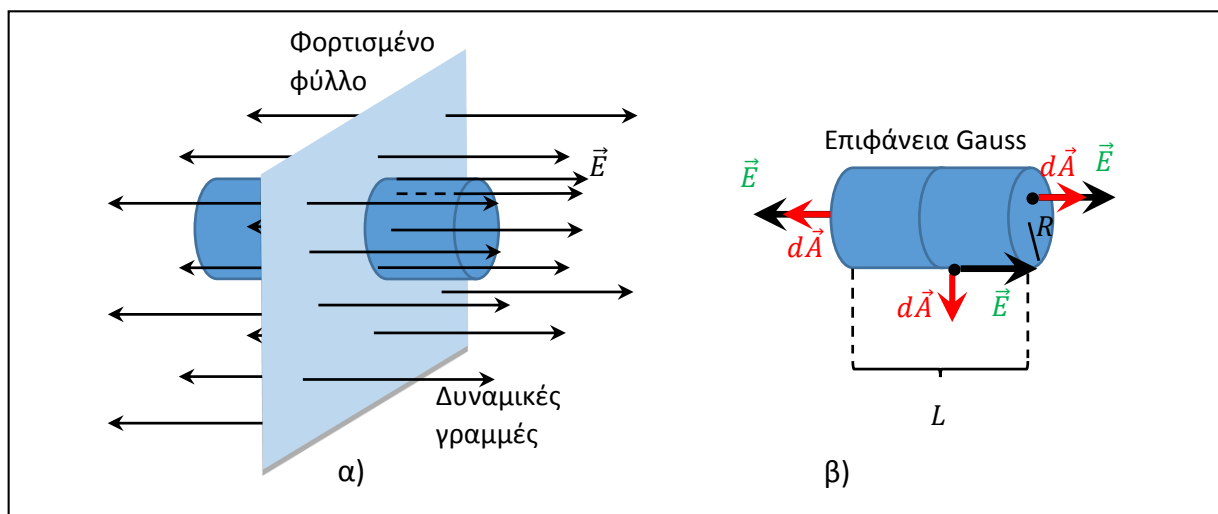 Φορτισμένο
φύλλο
E⃗
Δυναμικές
γραμμές
α)
Επιφάνεια Gauss
E⃗
dA⃗
E⃗
dA⃗
R
dA⃗
E⃗
L
β)